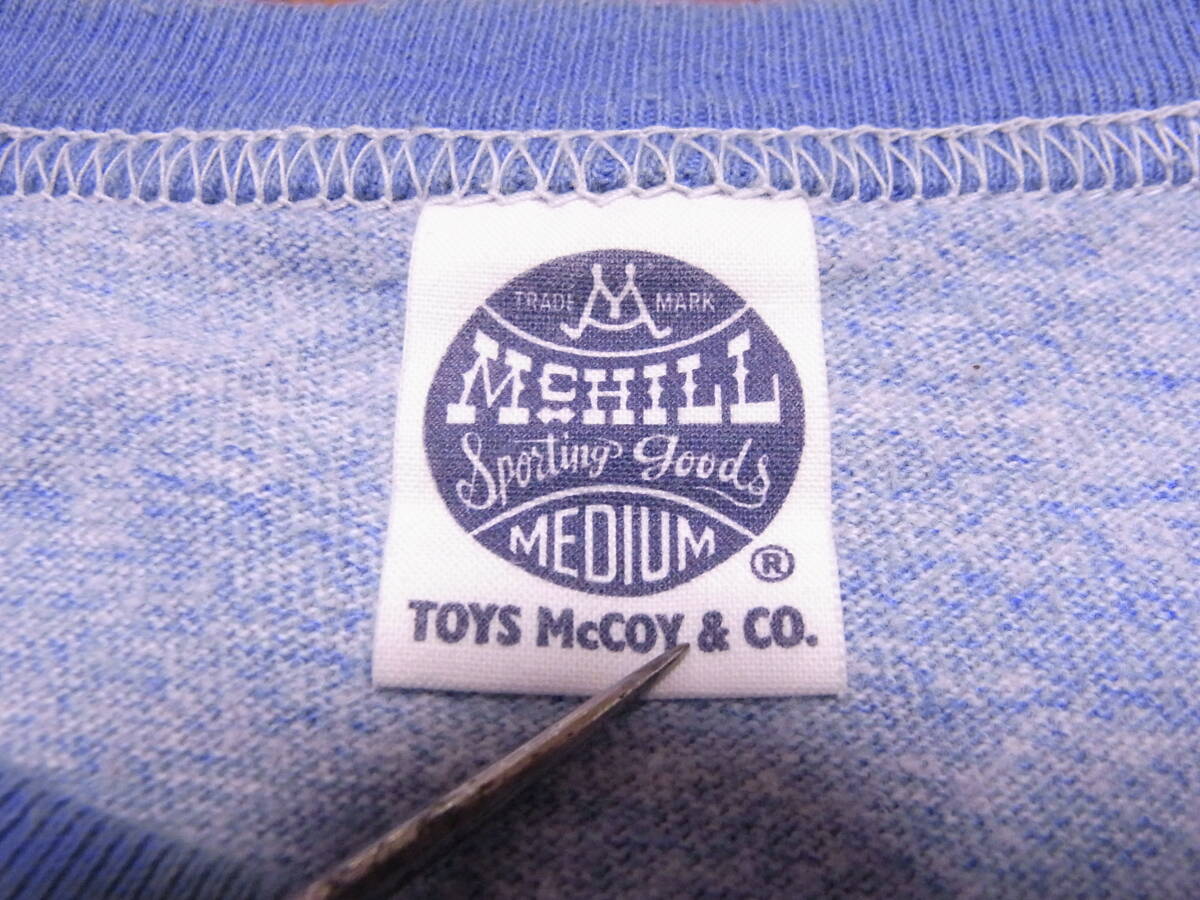 TRADE MARK
McHILL
Sporting Goods
MEDIUM
®
TOYS McCOY & CO.